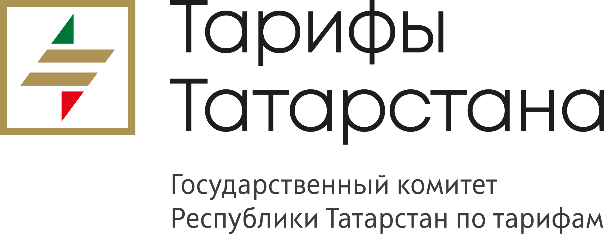 Тарифы
Татарстана
Государственный комитет
Республики Татарстан по тарифам